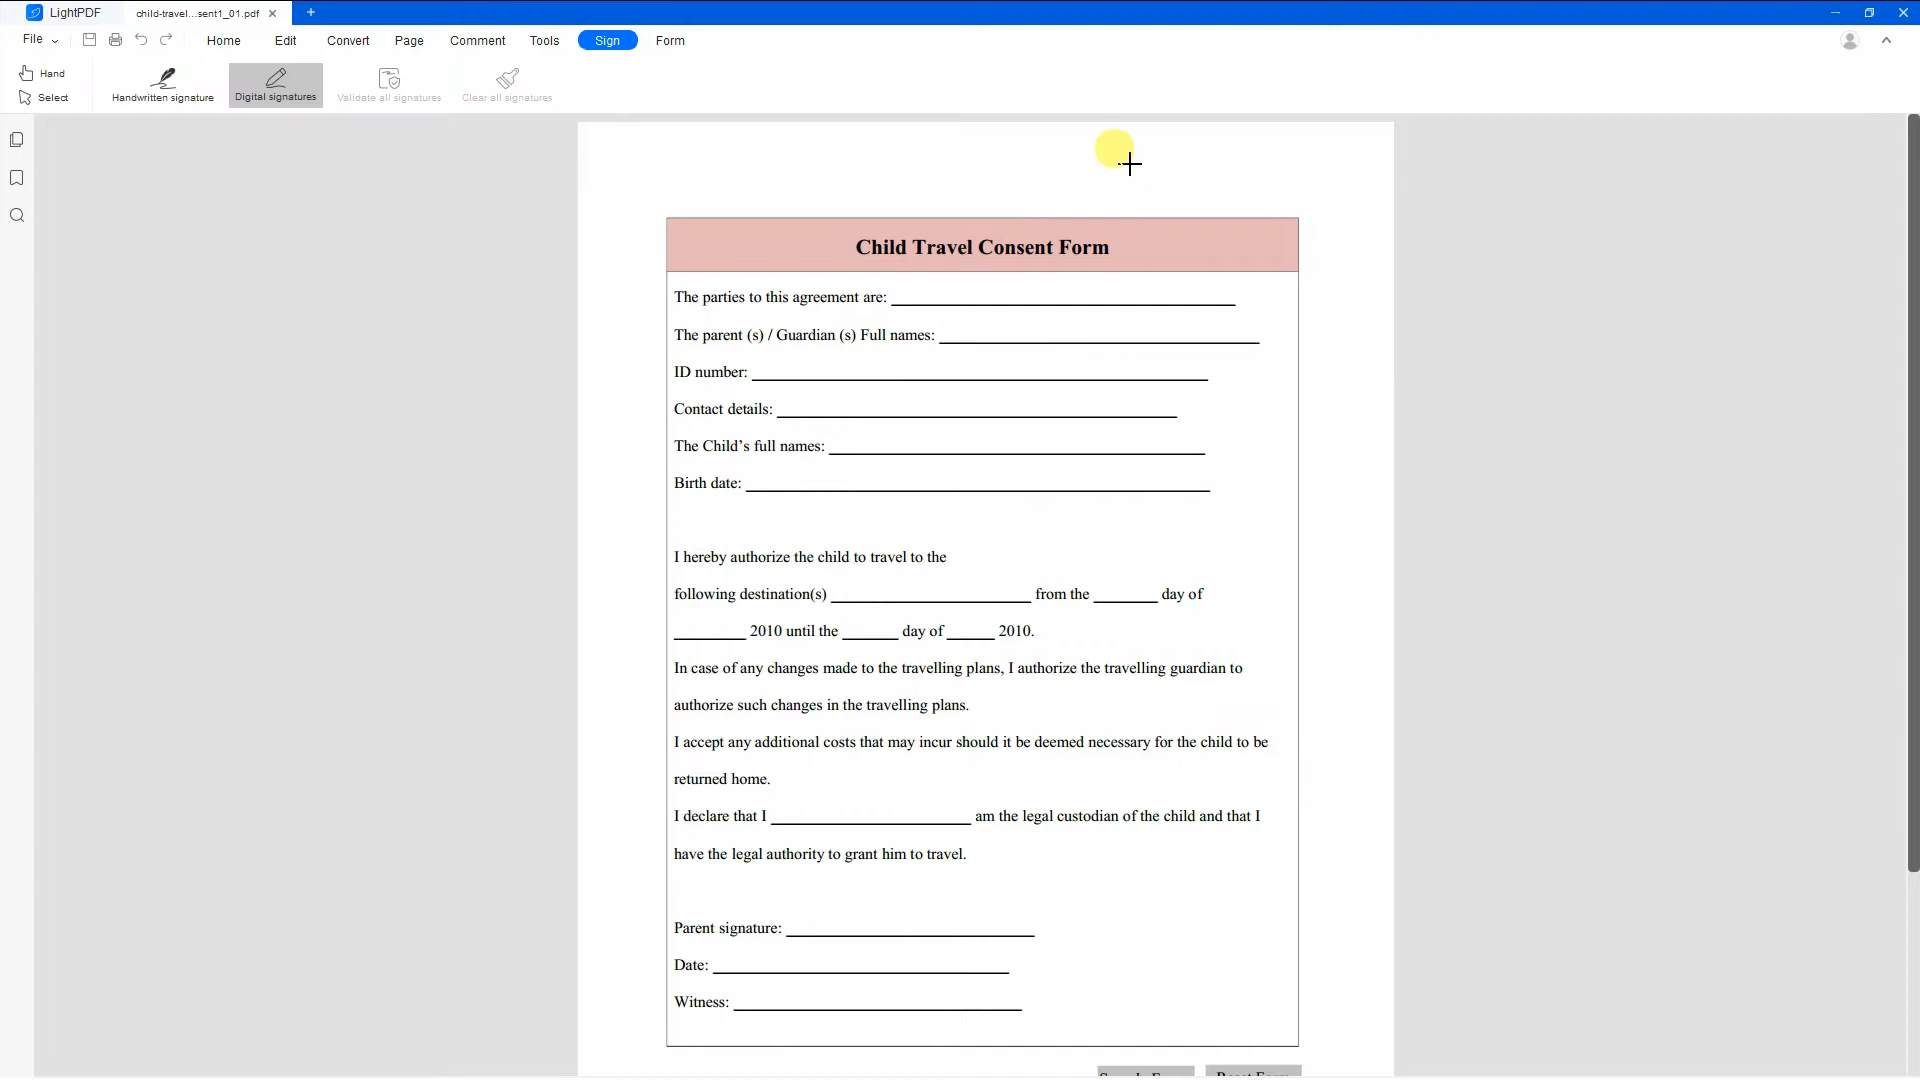 LightPDF
child-travel...sent1_01.pdf
File
Home
Edit
Convert
Page
Comment
Tools
Sign
Form
Hand
Select
Handwritten signature
Digital signatures
Validate all signatures
Clear all signatures
Child Travel Consent Form
The parties to this agreement are:
The parent (s) / Guardian (s) Full names:
ID number:
Contact details:
The Child's full names:
Birth date:
I hereby authorize the child to travel to the
following destination(s) from the day of
2010 until the day of 2010.
In case of any changes made to the travelling plans, I authorize the travelling guardian to
authorize such changes in the travelling plans.
I accept any additional costs that may incur should it be deemed necessary for the child to be
returned home.
I declare that I am the legal custodian of the child and that I
have the legal authority to grant him to travel.
Parent signature:
Date:
Witness: